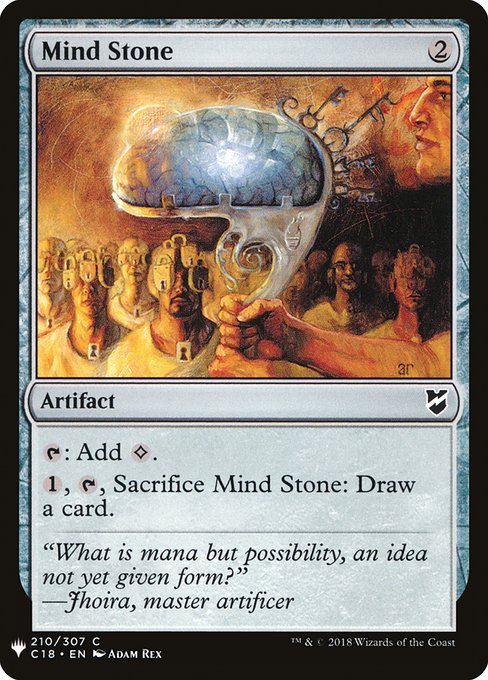 Mind Stone 2
ar
Artifact
: Add .
1, , Sacrifice Mind Stone: Draw
a card.
“What is mana but possibility, an idea
not yet given form?”
—Jhoira, master artificer
210/307 C
C18 • EN Adam Rex
™ & © 2018 Wizards of the Coast